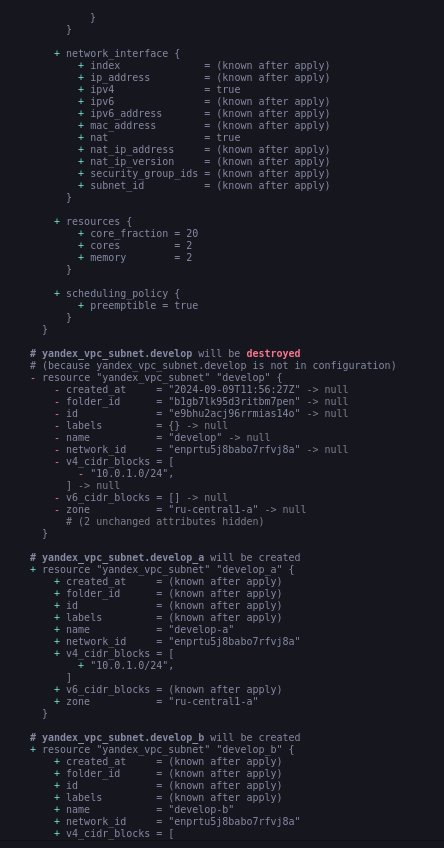 }
}
+ network_interface {
+ index = (known after apply)
+ ip_address = (known after apply)
+ ipv4 = true
+ ipv6 = (known after apply)
+ ipv6_address = (known after apply)
+ mac_address = (known after apply)
+ nat = true
+ nat_ip_address = (known after apply)
+ nat_ip_version = (known after apply)
+ security_group_ids = (known after apply)
+ subnet_id = (known after apply)
}
+ resources {
+ core_fraction = 20
+ cores = 2
+ memory = 2
}
+ scheduling_policy {
+ preemptible = true
}
}
# yandex_vpc_subnet.develop will be destroyed
# (because yandex_vpc_subnet.develop is not in configuration)
- resource "yandex_vpc_subnet" "develop" {
- created_at = "2024-09-09T11:56:27Z" -> null
- folder_id = "b1gb7lk95d3ritbm7pen" -> null
- id = "e9bhu2acj96rrmias14o" -> null
- labels = {} -> null
- name = "develop" -> null
- network_id = "enprtu5j8babo7rfvj8a" -> null
- v4_cidr_blocks = [
- "10.0.1.0/24",
] -> null
- v6_cidr_blocks = [] -> null
- zone = "ru-central1-a" -> null
# (2 unchanged attributes hidden)
}
# yandex_vpc_subnet.develop_a will be created
+ resource "yandex_vpc_subnet" "develop_a" {
+ created_at = (known after apply)
+ folder_id = (known after apply)
+ id = (known after apply)
+ labels = (known after apply)
+ name = "develop-a"
+ network_id = "enprtu5j8babo7rfvj8a"
+ v4_cidr_blocks = [
+ "10.0.1.0/24",
]
+ v6_cidr_blocks = (known after apply)
+ zone = "ru-central1-a"
}
# yandex_vpc_subnet.develop_b will be created
+ resource "yandex_vpc_subnet" "develop_b" {
+ created_at = (known after apply)
+ folder_id = (known after apply)
+ id = (known after apply)
+ labels = (known after apply)
+ name = "develop-b"
+ network_id = "enprtu5j8babo7rfvj8a"
+ v4_cidr_blocks = [